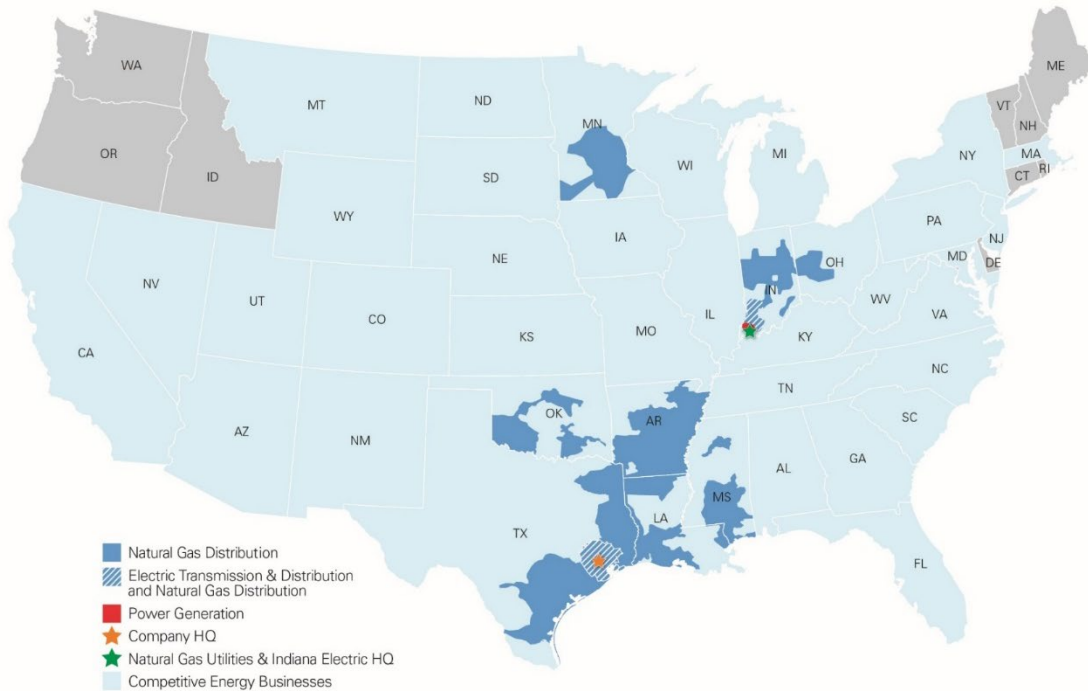 WA
MT
ND
MN
ME
VT
NH
OR
ID
SD
WI
MI
NY
MA
CT
RI
WY
IA
PA
NJ
NE
OH
MD
DE
NV
UT
CO
IL
IN
WV
VA
CA
KS
MO
KY
NC
TN
AZ
NM
OK
AR
SC
MS
AL
GA
TX
LA
FL
Natural Gas Distribution
Electric Transmission & Distribution
and Natural Gas Distribution
Power Generation
Company HQ
Natural Gas Utilities & Indiana Electric HQ
Competitive Energy Businesses